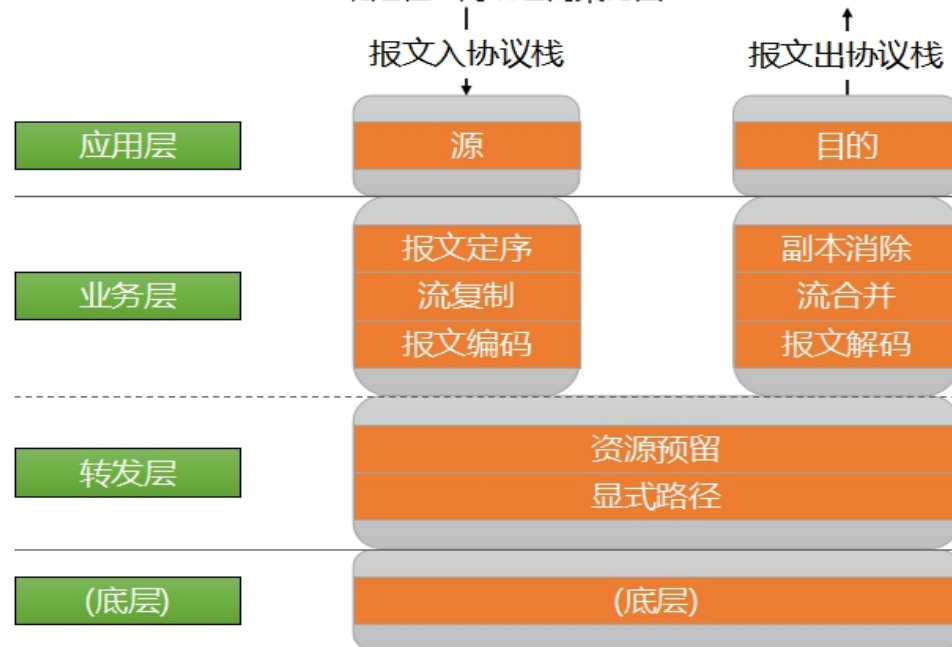 报文入协议栈 报文出协议栈
应用层 源 目的
报文定序 副本消除
业务层 流复制 流合并
报文编码 报文解码
资源预留
转发层
显式路径
(底层) (底层)